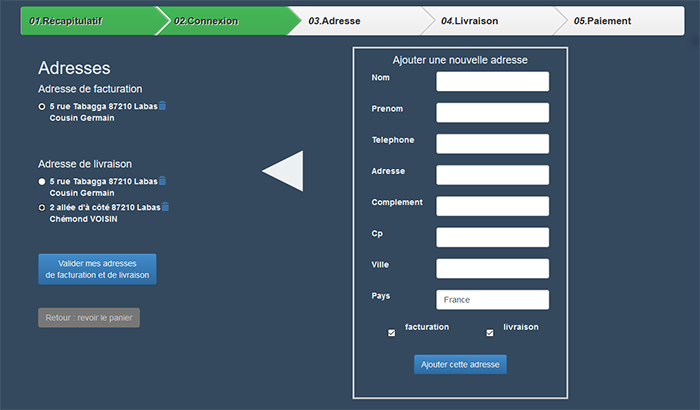 01.Récapitulatif 02.Connexion 03.Adresse 04.Livraison 05.Paiement
Adresses
Adresse de facturation
5 rue Tabagga 87210 Labas
Cousin Germain
Adresse de livraison
5 rue Tabagga 87210 Labas
Cousin Germain
2 allée d'à côté 87210 Labas
Chémond VOISIN
Valider mes adresses
de facturation et de livraison
Retour : revoir le panier
Ajouter une nouvelle adresse
Nom
Prenom
Telephone
Adresse
Complement
Cp
Ville
Pays France
facturation livraison
Ajouter cette adresse